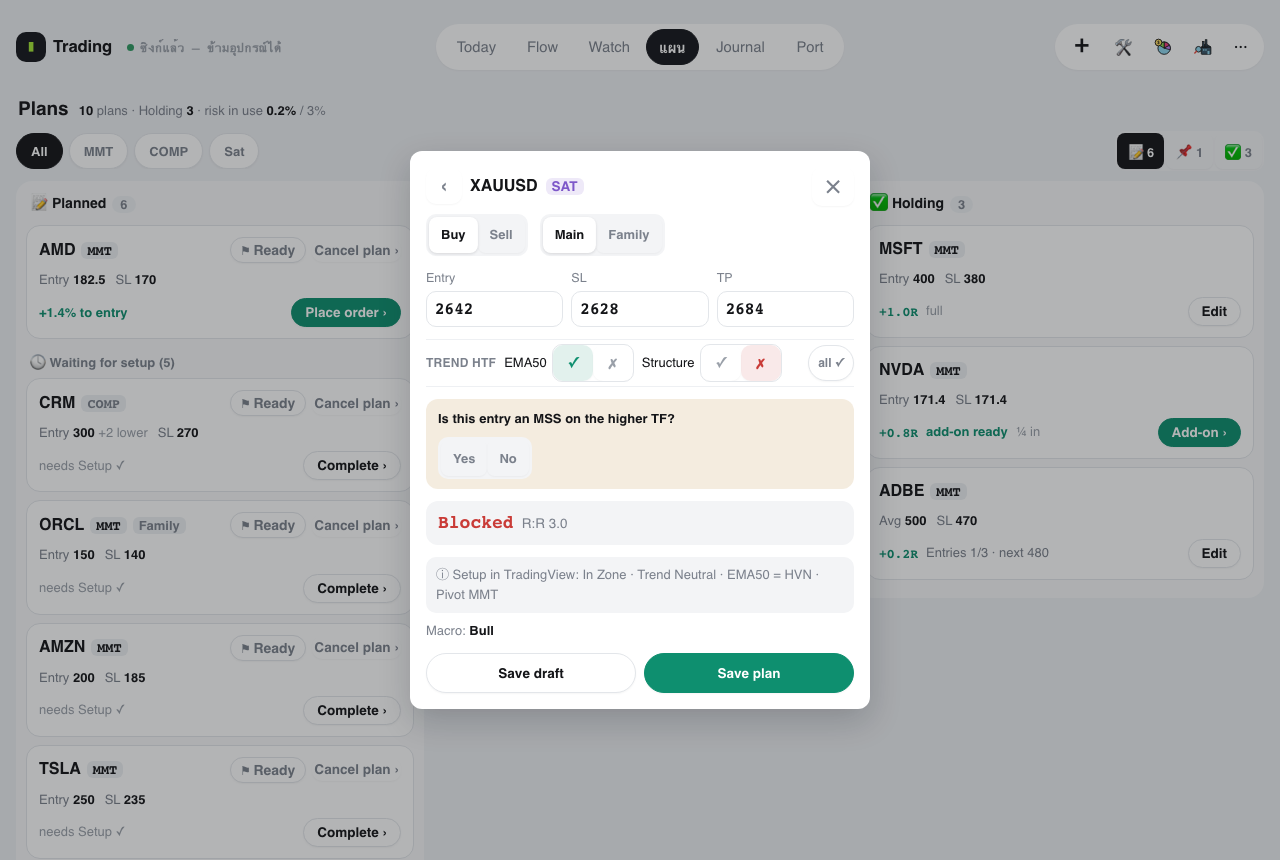 Trading
ซิงก์แล้ว — ข้ามอุปกรณ์ได้
Today Flow Watch แผน Journal Port
+ ···
Plans 10 plans · Holding 3 · risk in use 0.2% / 3%
All MMT COMP Sat
6 1 3
Planned 6
AMD MMT Ready Cancel plan ›
Entry 182.5 SL 170
+1.4% to entry Place order ›
Waiting for setup (5)
CRM COMP Ready Cancel plan ›
Entry 300 +2 lower SL 270
needs Setup ✓ Complete ›
ORCL MMT Family Ready Cancel plan ›
Entry 150 SL 140
needs Setup ✓ Complete ›
AMZN MMT Ready Cancel plan ›
Entry 200 SL 185
needs Setup ✓ Complete ›
TSLA MMT Ready Cancel plan ›
Entry 250 SL 235
needs Setup ✓ Complete ›
‹ XAUUSD SAT ✕
Buy Sell Main Family
Entry SL TP
2642 2628 2684
TREND HTF EMA50 ✓ ✗ Structure ✓ ✗ all ✓
Is this entry an MSS on the higher TF?
Yes No
Blocked R:R 3.0
ⓘ Setup in TradingView: In Zone · Trend Neutral · EMA50 = HVN ·
Pivot MMT
Macro: Bull
Save draft Save plan
Holding 3
MSFT MMT
Entry 400 SL 380
+1.0R full Edit
NVDA MMT
Entry 171.4 SL 171.4
+0.8R add-on ready ¼ in Add-on ›
ADBE MMT
Avg 500 SL 470
+0.2R Entries 1/3 · next 480 Edit